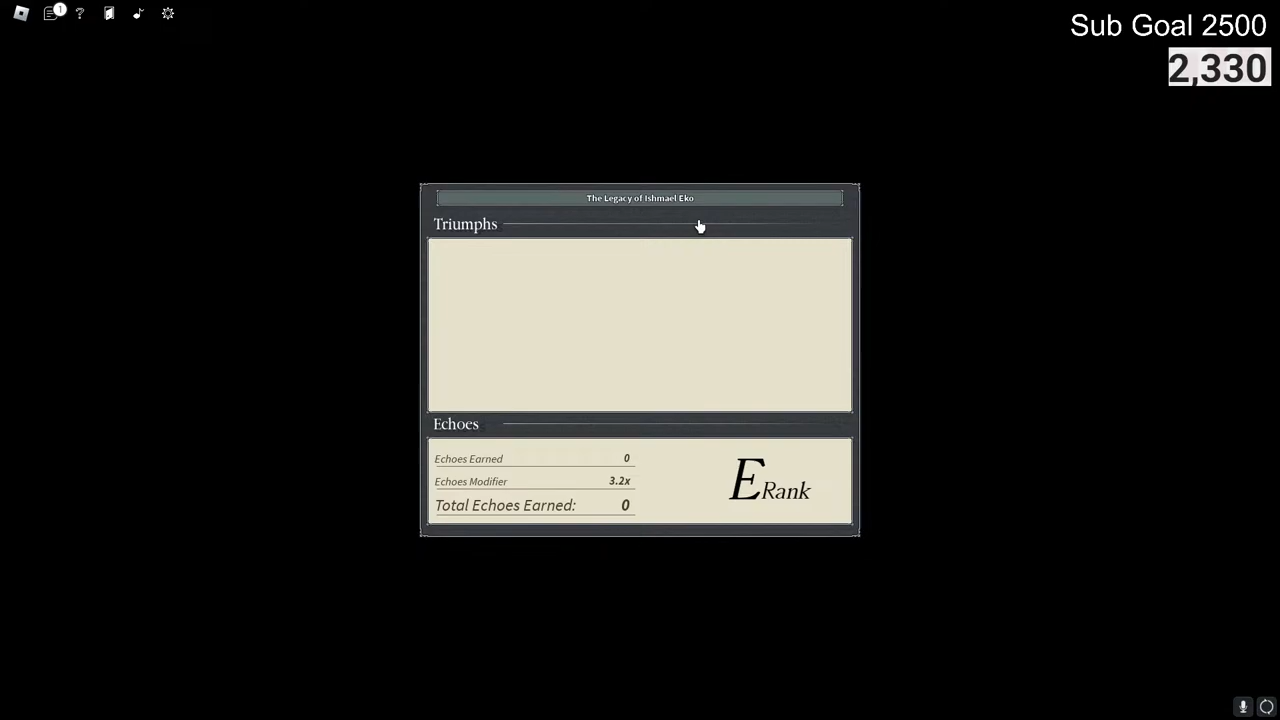 1
?
Sub Goal 2500
2,330
The Legacy of Ishmael Eko
Triumphs
Echoes
Echoes Earned 0
Echoes Modifier 3.2x
Total Echoes Earned: 0
E Rank